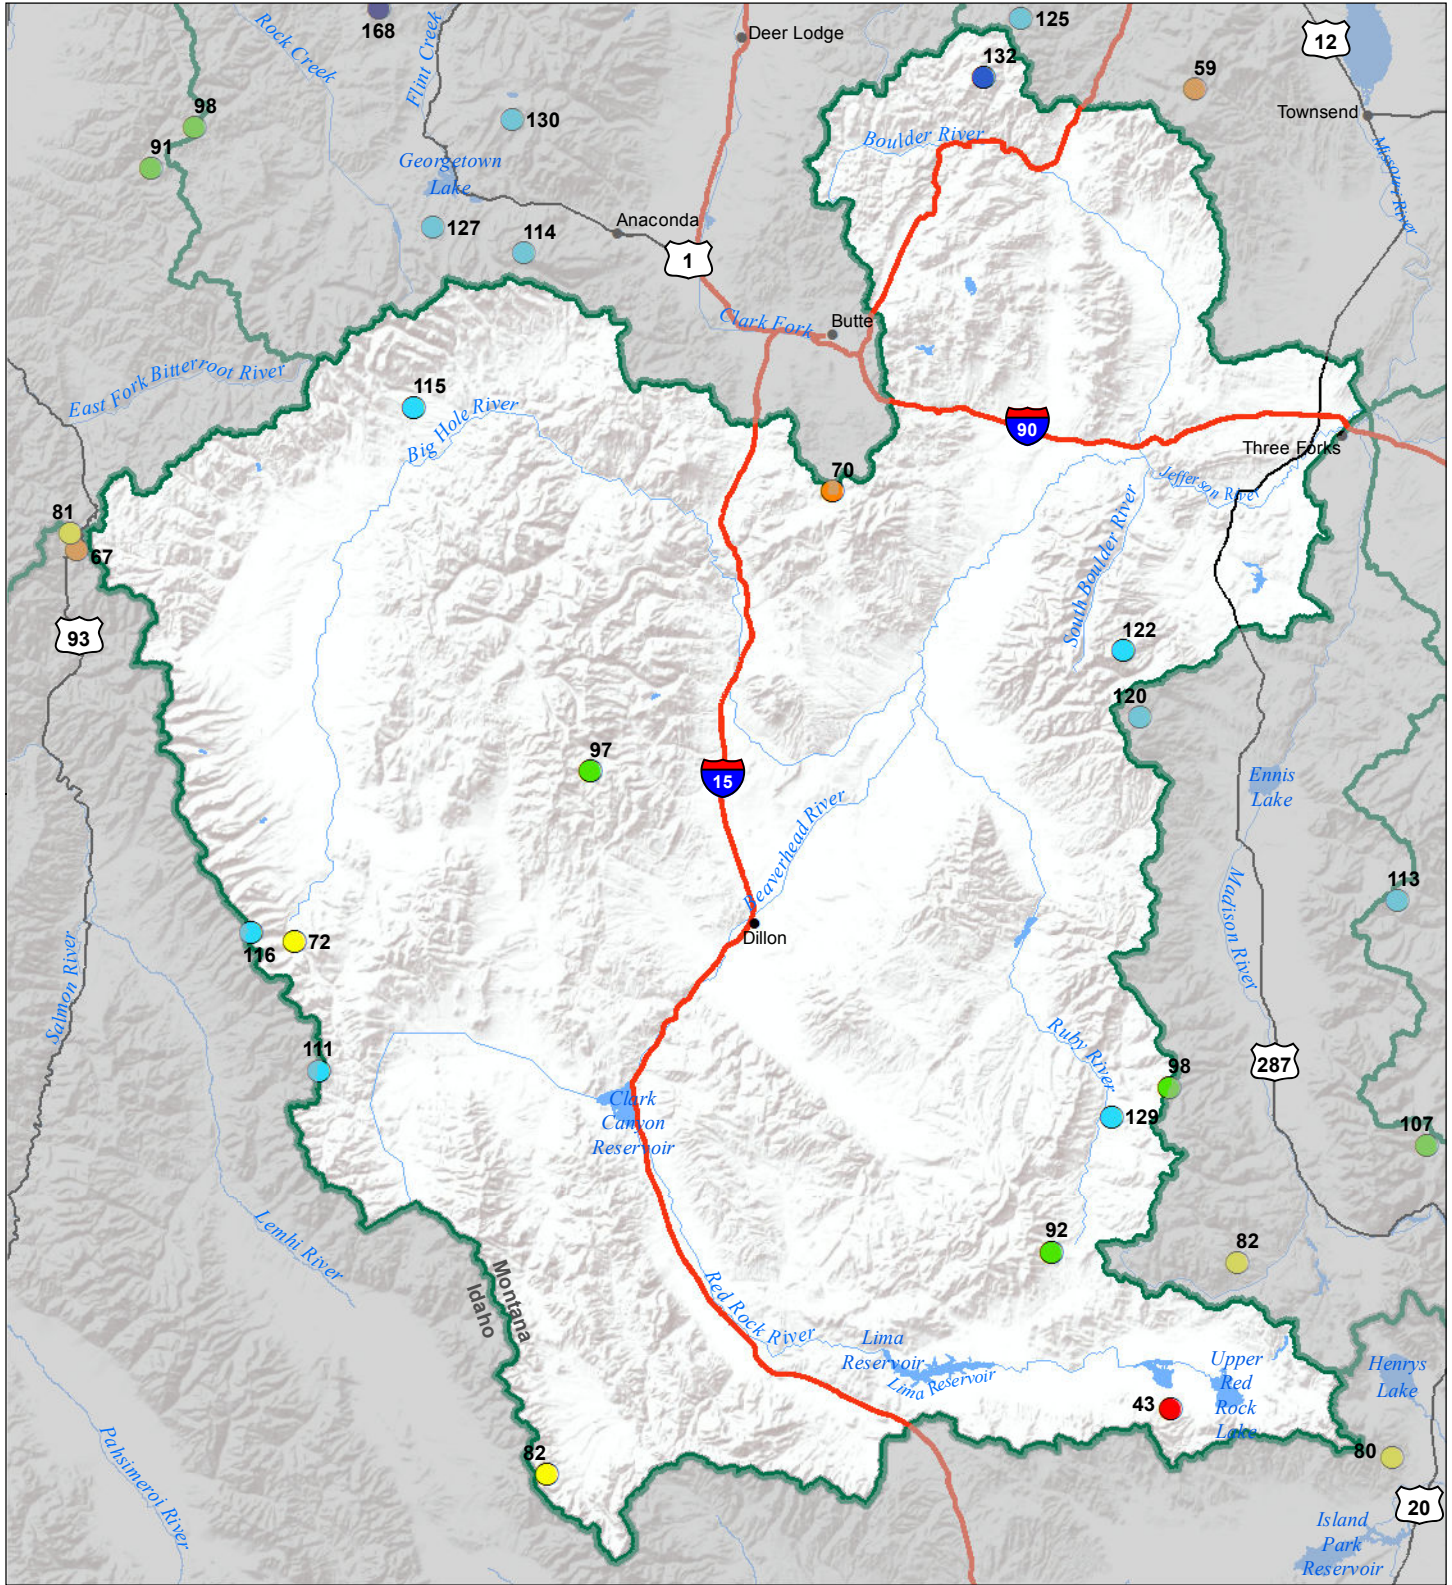 168
Rock Creek
Flint Creek
Deer Lodge
125
12
132
59
Townsend
98
130
91
Boulder River
Missouri River
Georgetown
Lake
127
114
Anaconda
1
Clark Fork
Butte
East Fork Bitterroot River
115
Big Hole River
90
Three Forks
70
Jefferson River
81
67
South Boulder River
93
122
120
97
15
Ennis
Lake
Beaverhead River
113
Madison River
Dillon
116
72
Salmon River
111
Ruby River
287
98
Clark
Canyon
Reservoir
129
107
Lemhi River
92
82
Montana
Idaho
Red Rock River
Lima
Reservoir
Lima Reservoir
Upper
Red
Rock
Lake
Henrys
Lake
43
80
82
Pahsimeroi River
20
Island
Park
Reservoir